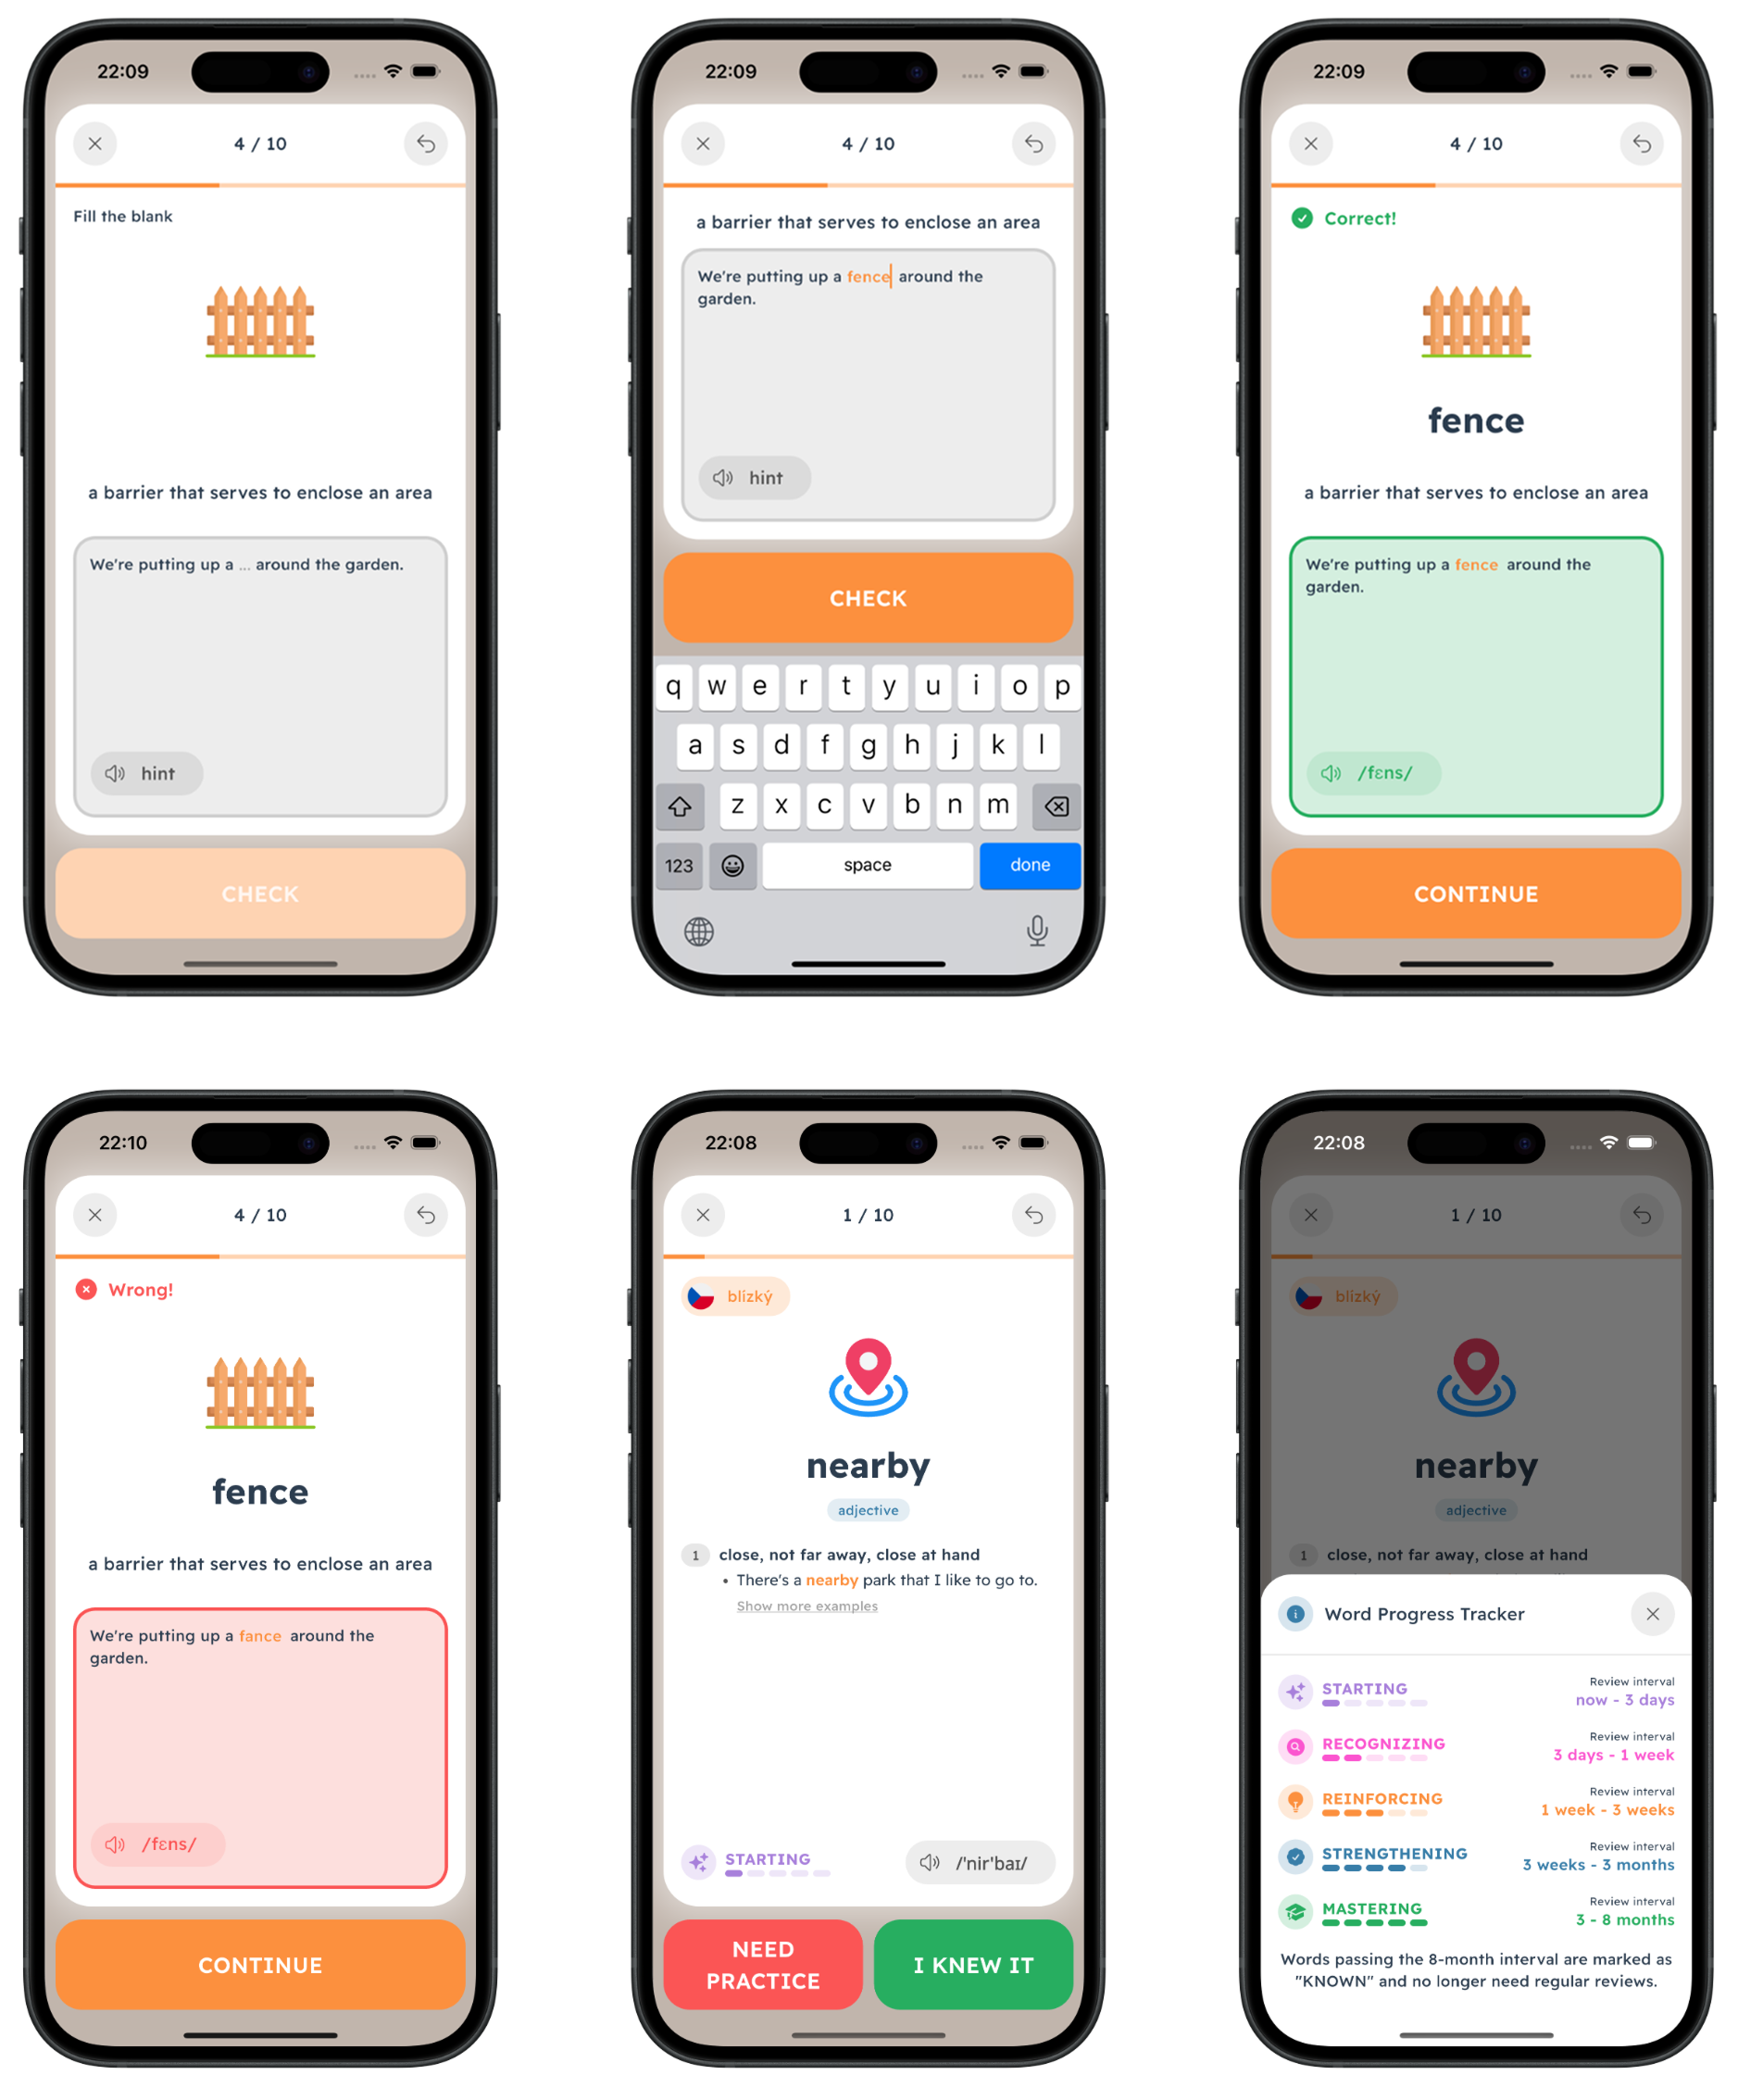 22:09
4 / 10
Fill the blank
a barrier that serves to enclose an area
We're putting up a ... around the garden.
hint
CHECK
22:09
4 / 10
a barrier that serves to enclose an area
We're putting up a fence around the
garden.
hint
CHECK
q w e r t y u i o p
a s d f g h j k l
z x c v b n m
123 space done
22:09
4 / 10
Correct!
fence
a barrier that serves to enclose an area
We're putting up a fence around the
garden.
/fɛns/
CONTINUE
22:10
4 / 10
Wrong!
fence
a barrier that serves to enclose an area
We're putting up a fance around the
garden.
/fɛns/
CONTINUE
22:08
1 / 10
blízký
nearby
adjective
1 close, not far away, close at hand
• There's a nearby park that I like to go to.
Show more examples
STARTING
/'nir'baɪ/
NEED
PRACTICE
I KNEW IT
22:08
1 / 10
blízký
nearby
adjective
1 close, not far away, close at hand
Word Progress Tracker
STARTING
Review interval
now - 3 days
RECOGNIZING
Review interval
3 days - 1 week
REINFORCING
Review interval
1 week - 3 weeks
STRENGTHENING
Review interval
3 weeks - 3 months
MASTERING
Review interval
3 - 8 months
Words passing the 8-month interval are marked as
"KNOWN" and no longer need regular reviews.